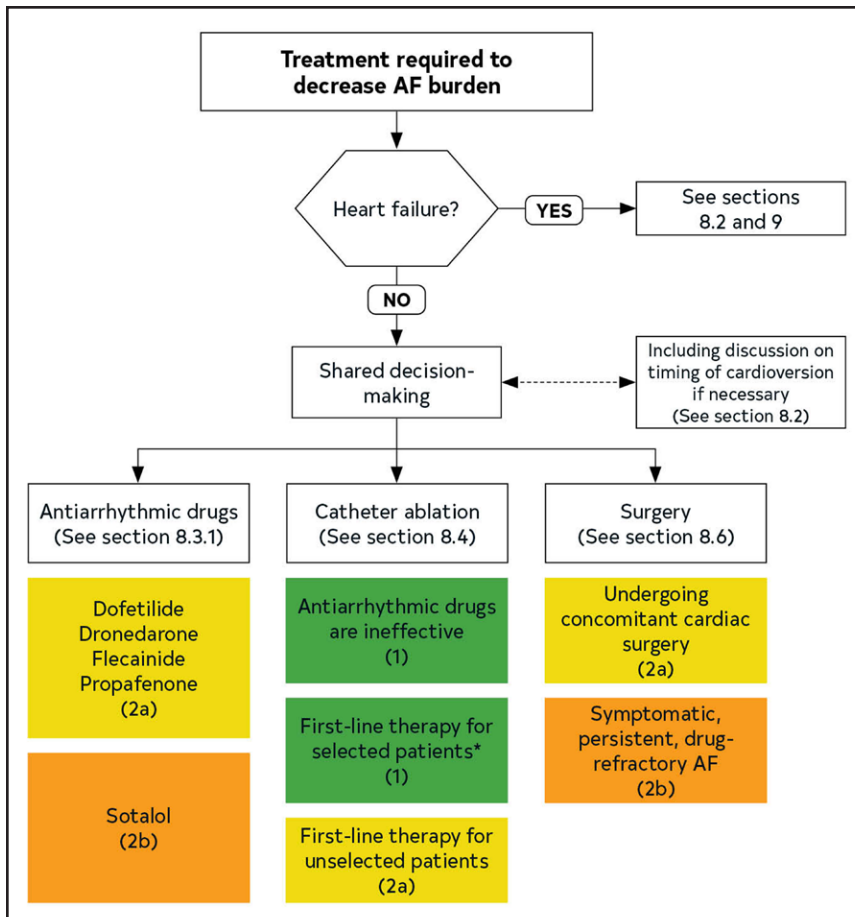 Treatment required to
decrease AF burden
Heart failure?
YES
See sections
8.2 and 9
NO
Shared decision-
making
Including discussion on
timing of cardioversion
if necessary
(See section 8.2)
Antiarrhythmic drugs
(See section 8.3.1)
Catheter ablation
(See section 8.4)
Surgery
(See section 8.6)
Dofetilide
Dronedarone
Flecainide
Propafenone
(2a)
Sotalol
(2b)
Antiarrhythmic drugs
are ineffective
(1)
First-line therapy for
selected patients*
(1)
First-line therapy for
unselected patients
(2a)
Undergoing
concomitant cardiac
surgery
(2a)
Symptomatic,
persistent, drug-
refractory AF
(2b)